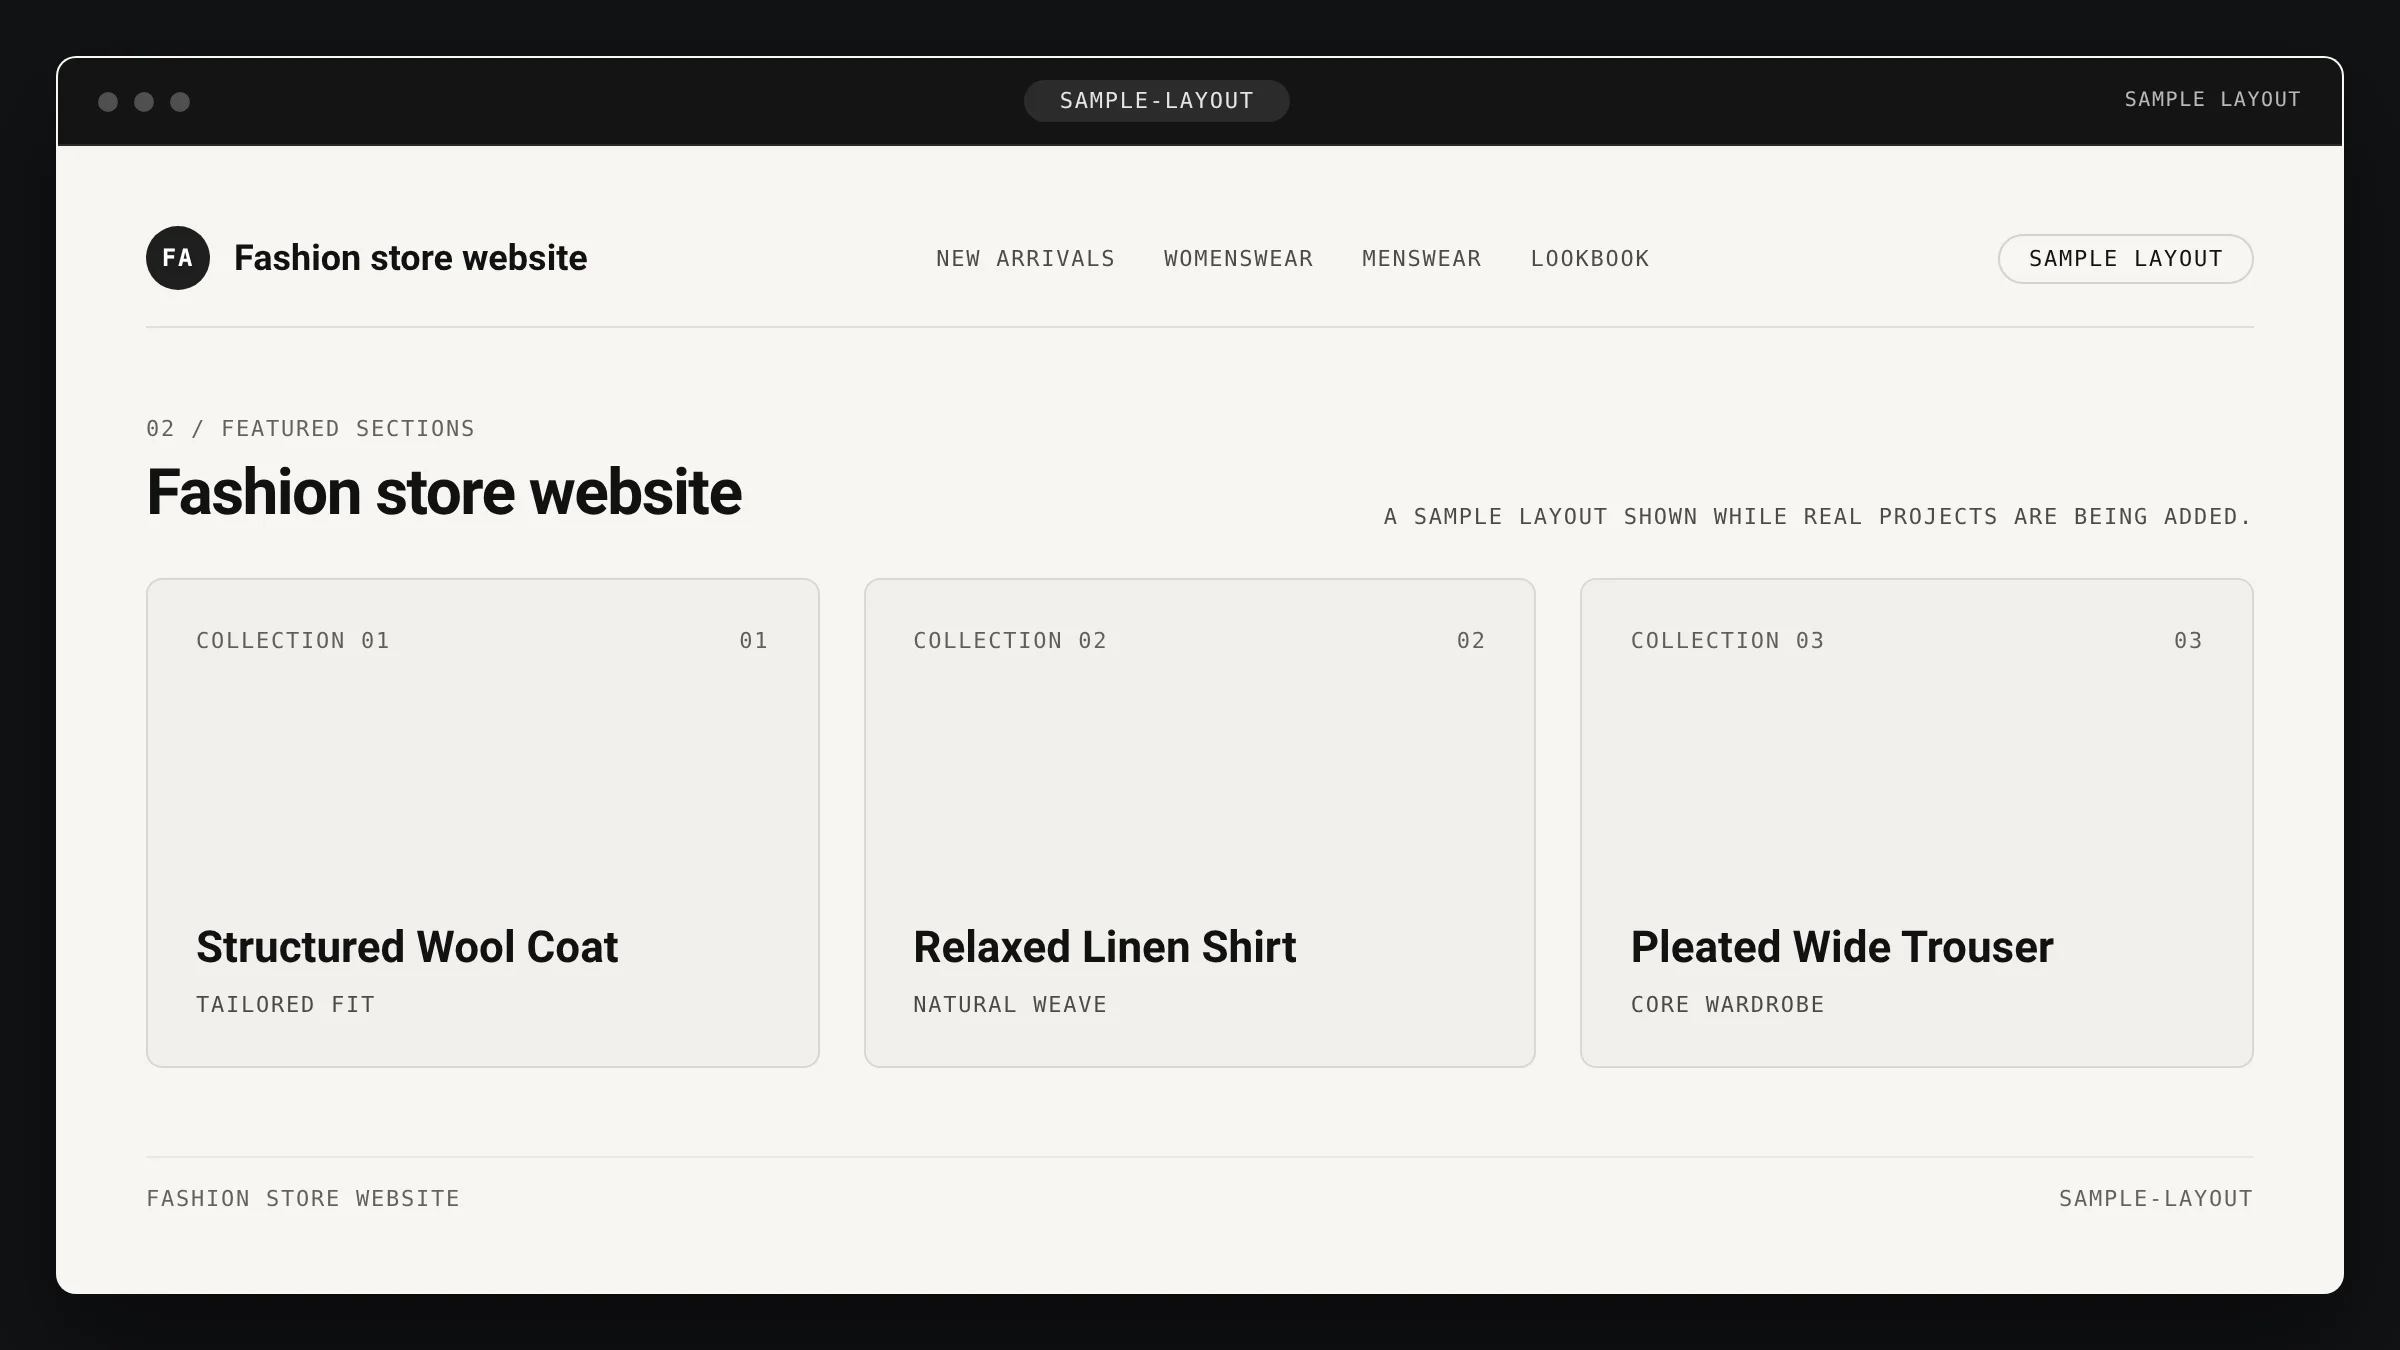 SAMPLE-LAYOUT
SAMPLE LAYOUT
FA
Fashion store website
NEW ARRIVALS WOMENSWEAR MENSWEAR LOOKBOOK
SAMPLE LAYOUT
02 / FEATURED SECTIONS
Fashion store website
A SAMPLE LAYOUT SHOWN WHILE REAL PROJECTS ARE BEING ADDED.
COLLECTION 01 01
Structured Wool Coat
TAILORED FIT
COLLECTION 02 02
Relaxed Linen Shirt
NATURAL WEAVE
COLLECTION 03 03
Pleated Wide Trouser
CORE WARDROBE
FASHION STORE WEBSITE
SAMPLE-LAYOUT